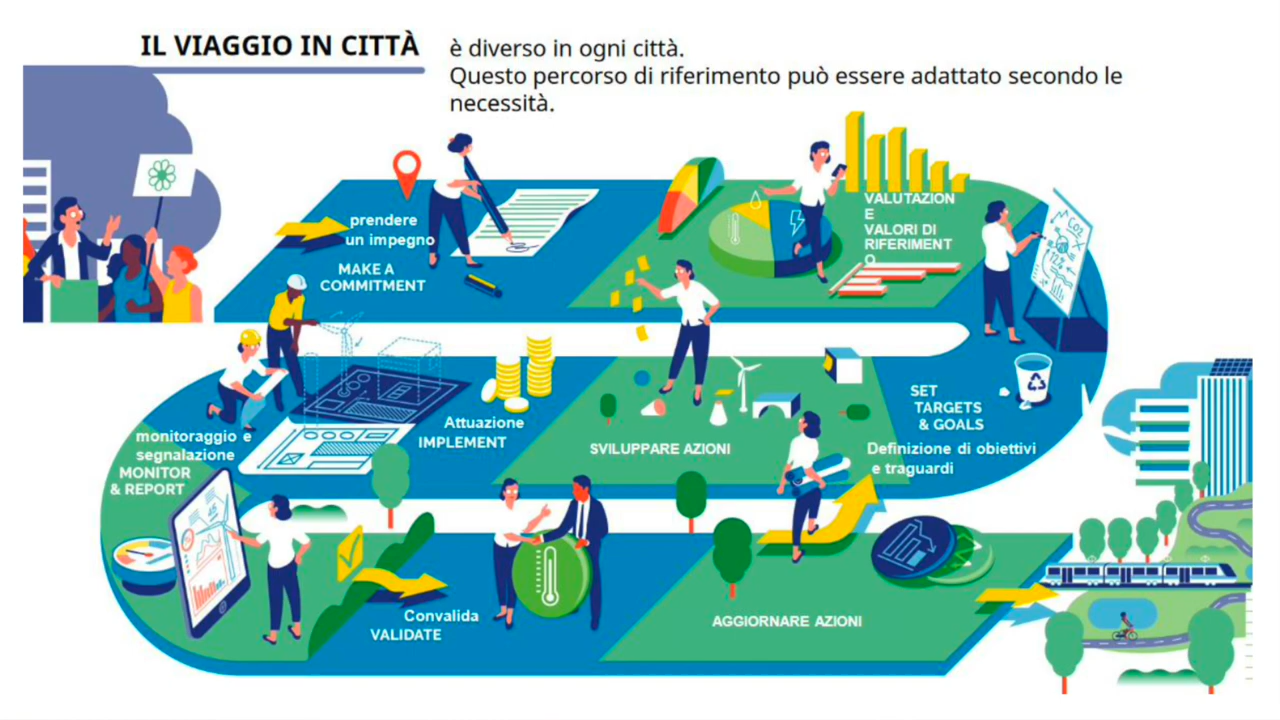 IL VIAGGIO IN CITTÀ
è diverso in ogni città.
Questo percorso di riferimento può essere adattato secondo le
necessità.
prendere
un impegno
MAKE A
COMMITMENT
VALUTAZION
E
VALORI DI
RIFERIMENT
O
CO2
12%
SET
TARGETS
& GOALS
Definizione di obiettivi
e traguardi
SVILUPPARE AZIONI
Attuazione
IMPLEMENT
monitoraggio e
segnalazione
MONITOR
& REPORT
Convalida
VALIDATE
AGGIORNARE AZIONI